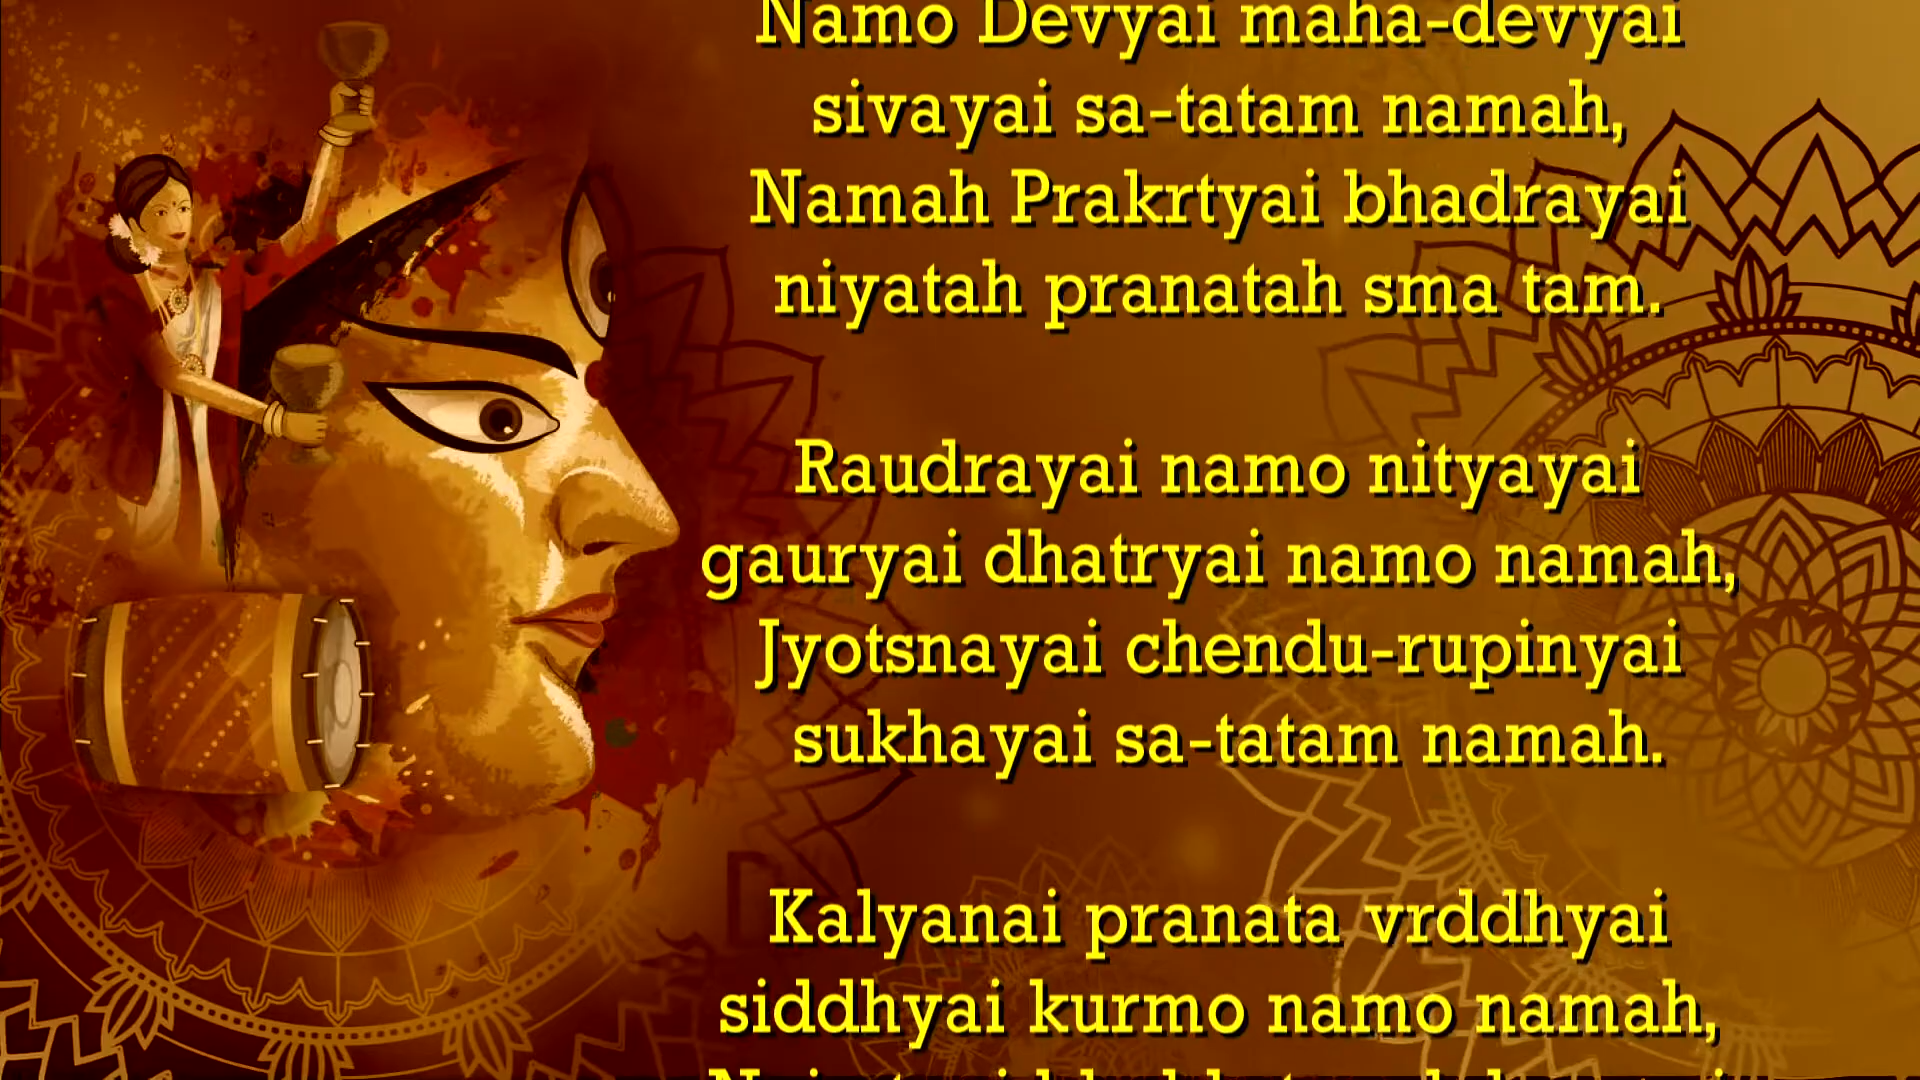 Namo Devyai maha-devyai
sivayai sa-tatam namah,
Namah Prakrtyai bhadrayai
niyatah pranatah sma tam.
Raudrayai namo nityayai
gauryai dhatryai namo namah,
Jyotsnayai chendu-rupinyai
sukhayai sa-tatam namah.
Kalyanai pranata vrddhyai
siddhyai kurmo namo namah,